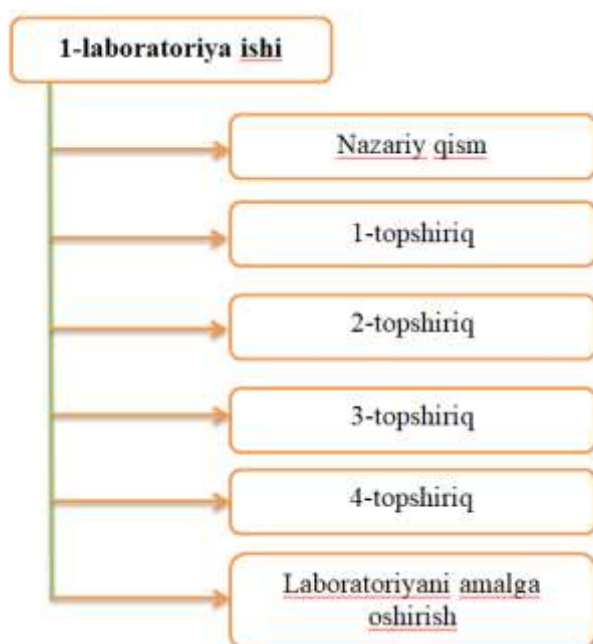 1-laboratoriya ishi
Nazariy qism
1-topshiriq
2-topshiriq
3-topshiriq
4-topshiriq
Laboratoriyani amalga
oshirish